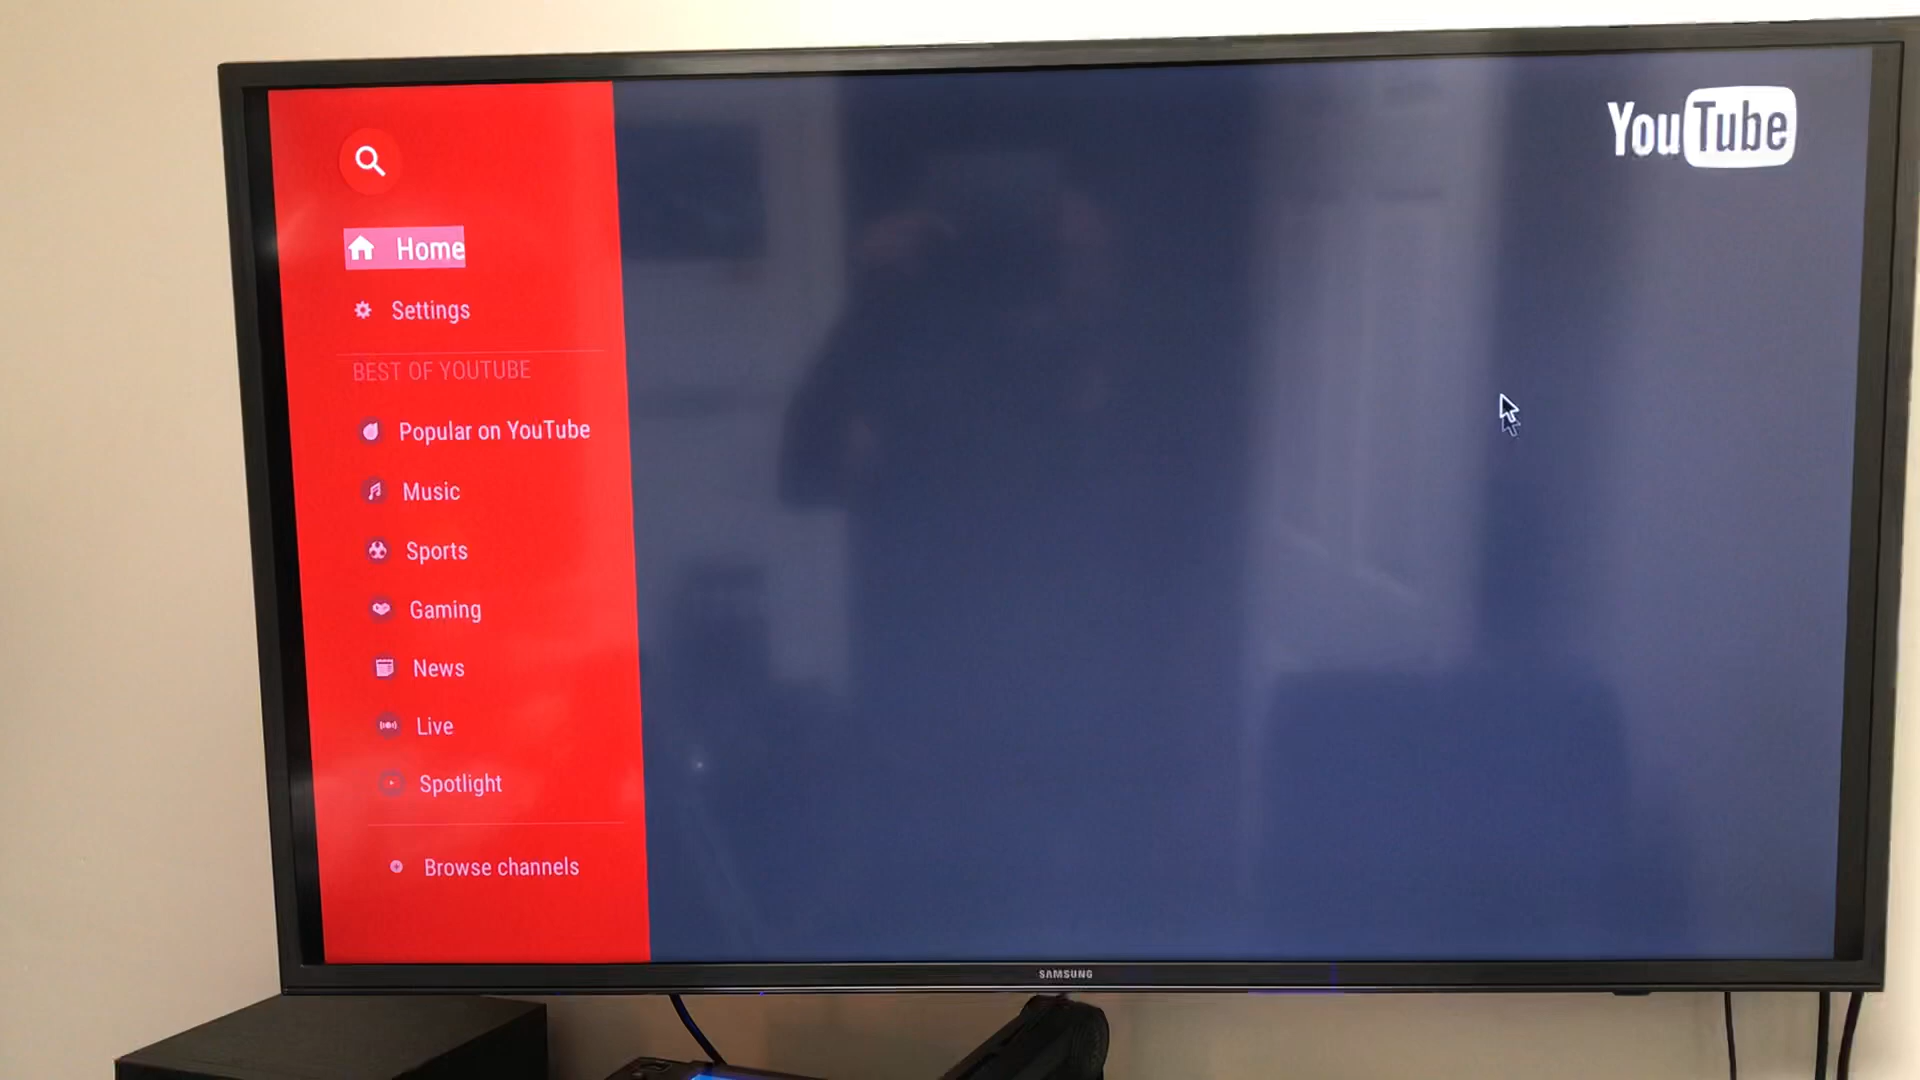 YouTube
Home
Settings
BEST OF YOUTUBE
Popular on YouTube
Music
Sports
Gaming
News
Live
Spotlight
Browse channels
SAMSUNG